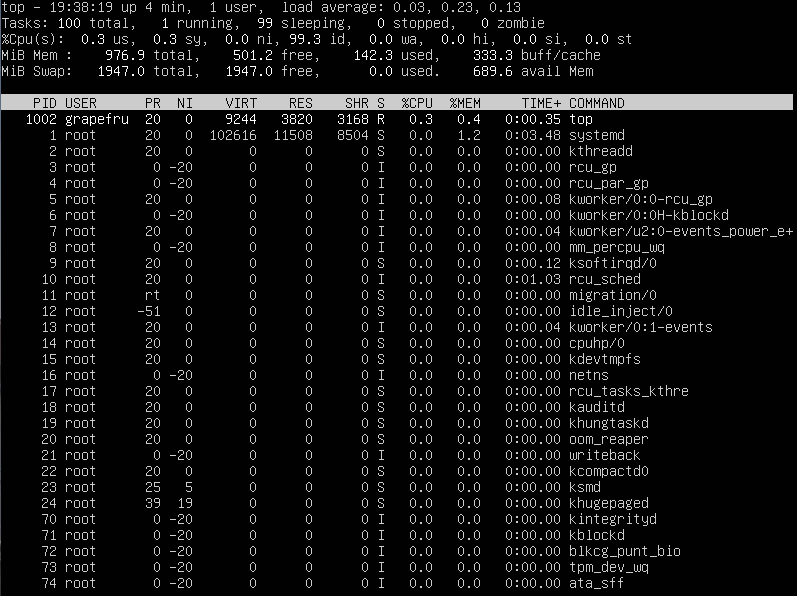 top - 19:38:19 up 4 min,  1 user,  load average: 0.03, 0.23, 0.13
Tasks: 100 total,   1 running,  99 sleeping,   0 stopped,   0 zombie
%Cpu(s):  0.3 us,  0.3 sy,  0.0 ni, 99.3 id,  0.0 wa,  0.0 hi,  0.0 si,  0.0 st
MiB Mem :    976.9 total,    501.2 free,    142.3 used,    333.3 buff/cache
MiB Swap:   1947.0 total,   1947.0 free,      0.0 used.    689.6 avail Mem
PID USER      PR  NI    VIRT    RES    SHR S  %CPU  %MEM     TIME+ COMMAND
1002 grapefru  20   0    9244   3820   3168 R   0.3   0.4   0:00.35 top
1 root      20   0  102616  11508   8504 S   0.0   1.2   0:03.48 systemd
2 root      20   0       0      0      0 S   0.0   0.0   0:00.00 kthreadd
3 root       0 -20       0      0      0 I   0.0   0.0   0:00.00 rcu_gp
4 root       0 -20       0      0      0 I   0.0   0.0   0:00.00 rcu_par_gp
5 root      20   0       0      0      0 I   0.0   0.0   0:00.08 kworker/0:0-rcu_gp
6 root       0 -20       0      0      0 I   0.0   0.0   0:00.00 kworker/0:0H-kblockd
7 root      20   0       0      0      0 I   0.0   0.0   0:00.04 kworker/u2:0-events_power_e+
8 root       0 -20       0      0      0 I   0.0   0.0   0:00.00 mm_percpu_wq
9 root      20   0       0      0      0 S   0.0   0.0   0:00.12 ksoftirqd/0
10 root      20   0       0      0      0 I   0.0   0.0   0:01.03 rcu_sched
11 root      rt   0       0      0      0 S   0.0   0.0   0:00.00 migration/0
12 root     -51   0       0      0      0 S   0.0   0.0   0:00.00 idle_inject/0
13 root      20   0       0      0      0 I   0.0   0.0   0:00.04 kworker/0:1-events
14 root      20   0       0      0      0 S   0.0   0.0   0:00.00 cpuhp/0
15 root      20   0       0      0      0 S   0.0   0.0   0:00.00 kdevtmpfs
16 root       0 -20       0      0      0 I   0.0   0.0   0:00.00 netns
17 root      20   0       0      0      0 S   0.0   0.0   0:00.00 rcu_tasks_kthre
18 root      20   0       0      0      0 S   0.0   0.0   0:00.00 kauditd
19 root      20   0       0      0      0 S   0.0   0.0   0:00.00 khungtaskd
20 root      20   0       0      0      0 S   0.0   0.0   0:00.00 oom_reaper
21 root       0 -20       0      0      0 I   0.0   0.0   0:00.00 writeback
22 root      20   0       0      0      0 S   0.0   0.0   0:00.00 kcompactd0
23 root      25   5       0      0      0 S   0.0   0.0   0:00.00 ksmd
24 root      39  19       0      0      0 S   0.0   0.0   0:00.00 khugepaged
70 root       0 -20       0      0      0 I   0.0   0.0   0:00.00 kintegrityd
71 root       0 -20       0      0      0 I   0.0   0.0   0:00.00 kblockd
72 root       0 -20       0      0      0 I   0.0   0.0   0:00.00 blkcg_punt_bio
73 root       0 -20       0      0      0 I   0.0   0.0   0:00.00 tpm_dev_wq
74 root       0 -20       0      0      0 I   0.0   0.0   0:00.00 ata_sff